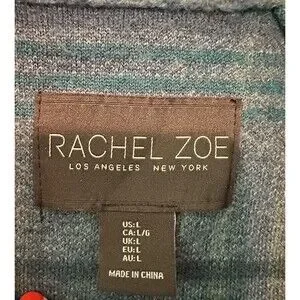 RACHEL ZOE
LOS ANGELES NEW YORK
US:L
CA:L/G
UK:L
EU:L
AU:L
MADE IN CHINA